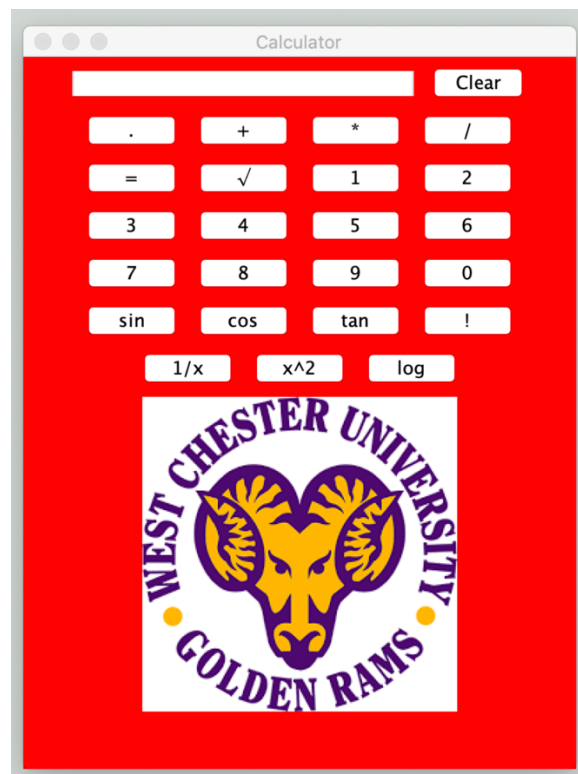 Calculator
Clear
. + * /
= √ 1 2
3 4 5 6
7 8 9 0
sin cos tan !
1/x x^2 log
WEST CHESTER UNIVERSITY
GOLDEN RAMS